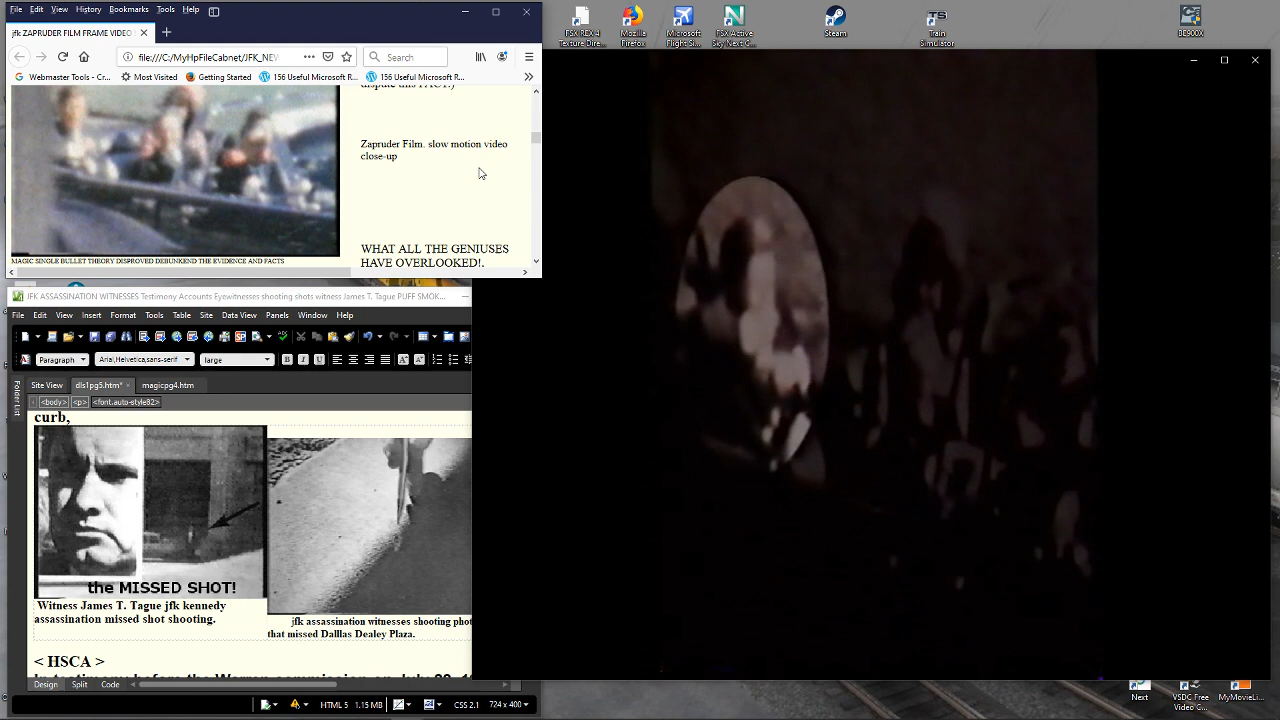 File Edit View History Bookmarks Tools Help
jfk ZAPRUDER FILM FRAME VIDEO
file:///C:/MyHpFileCabnet/JFK_NEW
Search
Webmaster Tools - Cr...
Most Visited
Getting Started
156 Useful Microsoft R...
156 Useful Microsoft R...
dispute this FACT!)
Zapruder Film. slow motion video
close-up
WHAT ALL THE GENIUSES
HAVE OVERLOOKED!.
MAGIC SINGLE BULLET THEORY DISPROVED DEBUNKEND THE EVIDENCE AND FACTS
FSX REX 4
Texture Dire...
Mozilla
Firefox
Microsoft
Flight Si...
FSX Active
Sky Next C...
Steam
TS
Train
Simulator
BE900X
JFK ASSASSINATION WITNESSES Testimony Accounts Eyewitnesses shooting shots witness James T. Tague PUFF SMOK...
File Edit View Insert Format Tools Table Site Data View Panels Window Help
Paragraph
Arial,Helvetica,sans-serif
large
B I U
Folder List
Site View
dls1pg5.htm*
magicpg4.htm
<body> <p> <font.auto-style82>
curb,
the MISSED SHOT!
Witness James T. Tague jfk kennedy
assassination missed shot shooting.
jfk assassination witnesses shooting phot
that missed Dalllas Dealey Plaza.
< HSCA >
Design Split Code
HTML 5 1.15 MB CSS 2.1 724 x 400
Next
VSDC Free
Video C...
MyMovieLi...